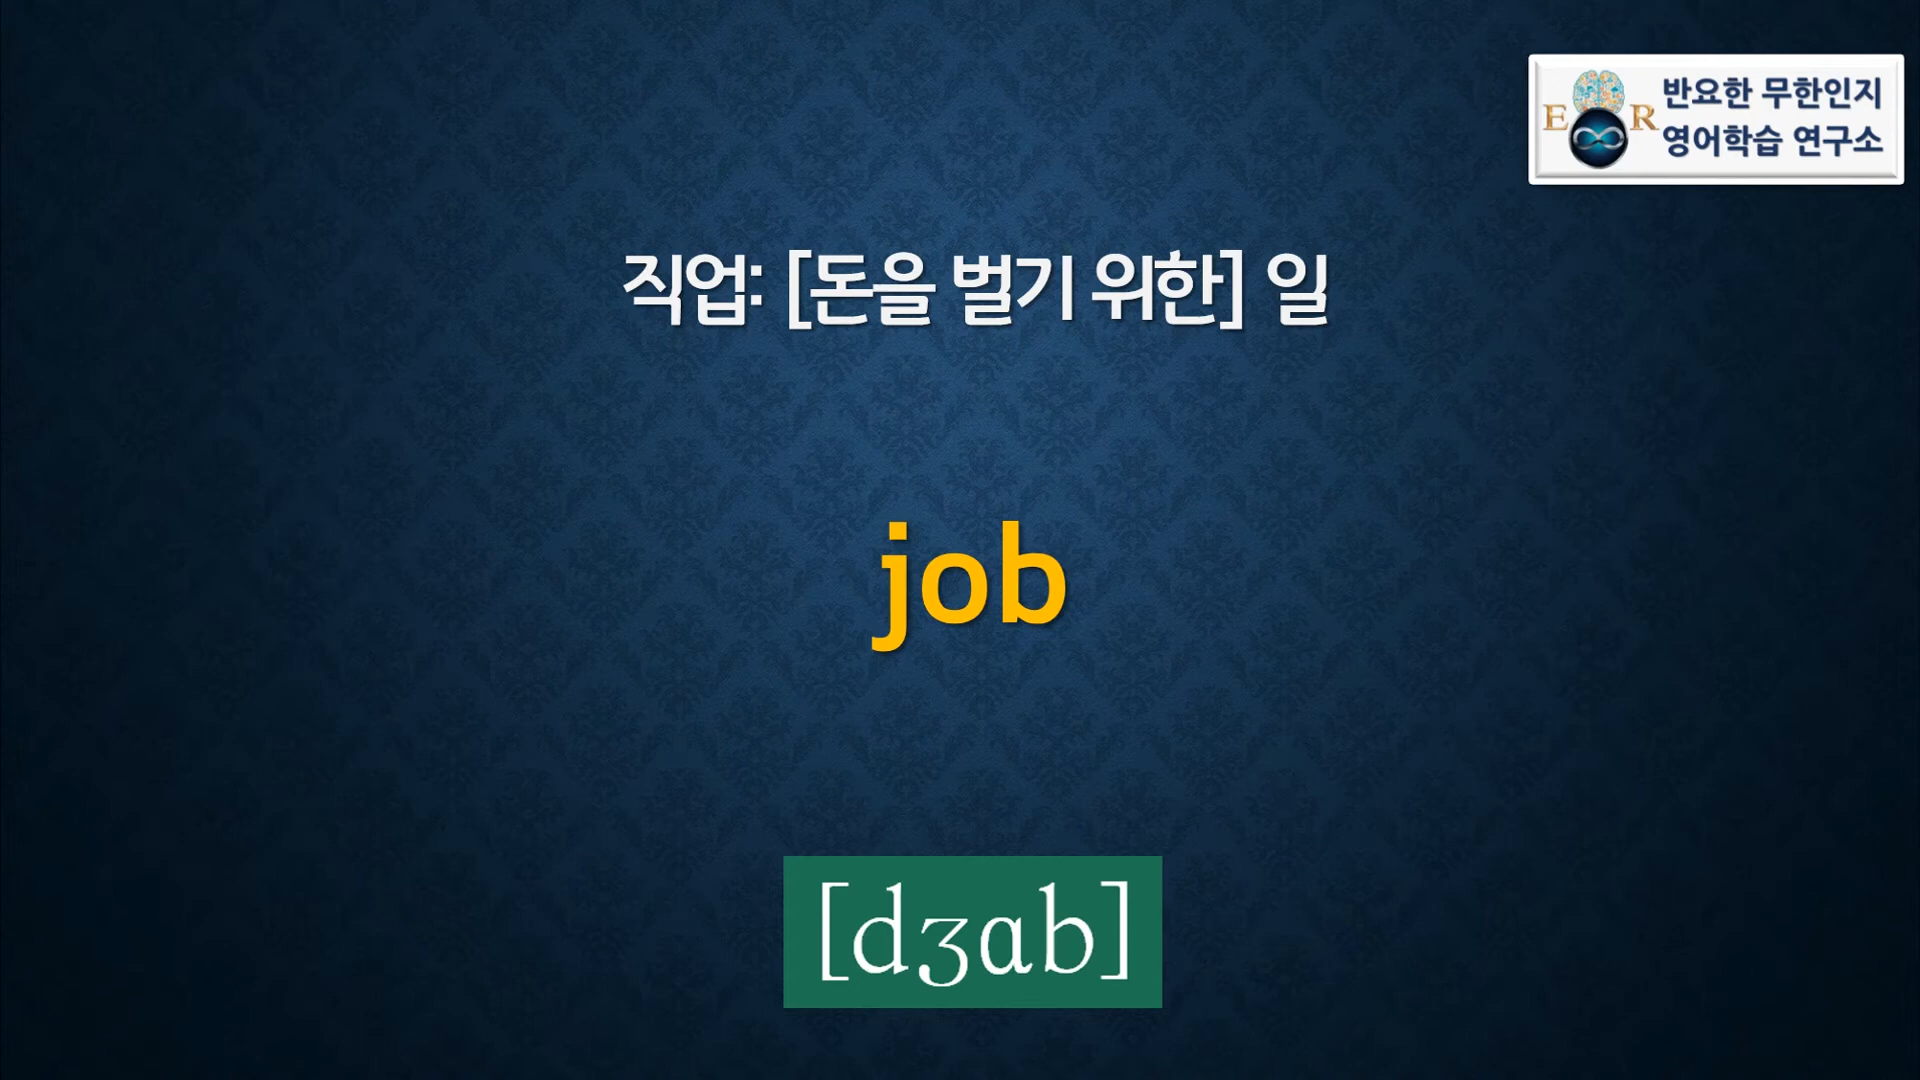 E R 반요한 무한인지
영어학습 연구소
직업: [돈을 벌기 위한] 일
job
[dʒɑb]